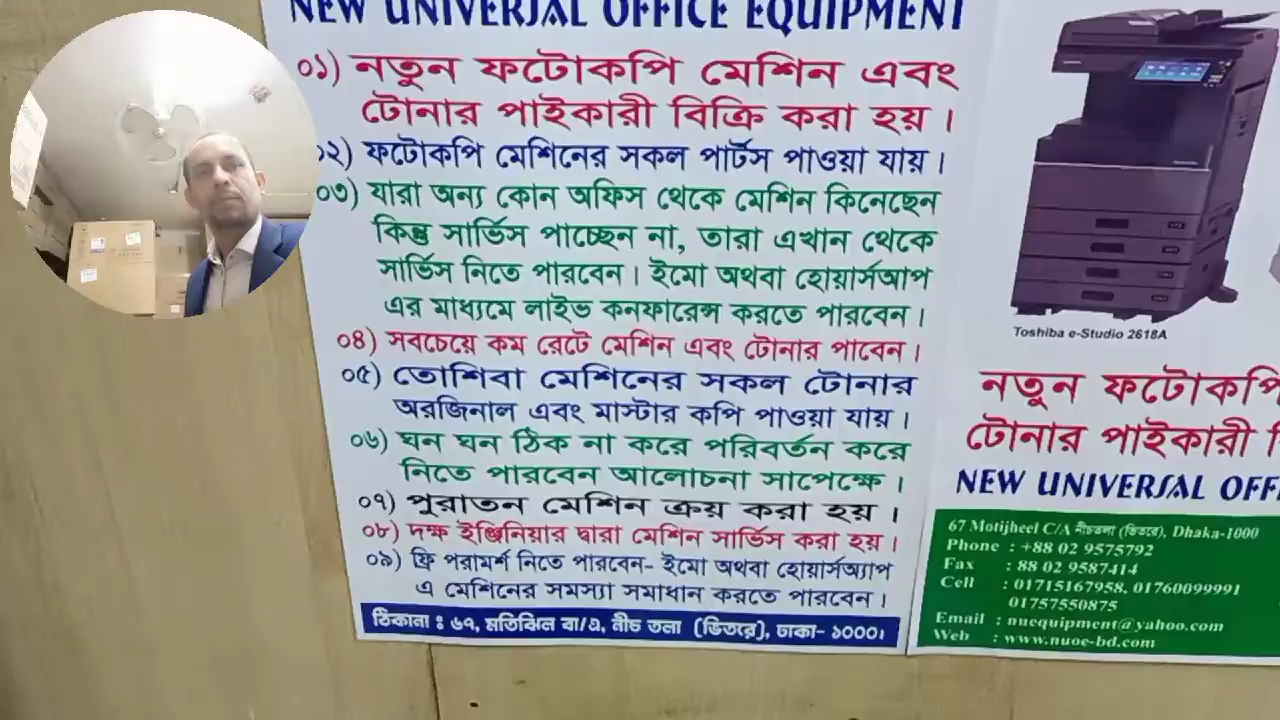 NEW UNIVERSAL OFFICE EQUIPMENT
০১) নতুন ফটোকপি মেশিন এবং
টোনার পাইকারী বিক্রি করা হয় ।
০২) ফটোকপি মেশিনের সকল পার্টস পাওয়া যায় ।
০৩) যারা অন্য কোন অফিস থেকে মেশিন কিনেছেন
কিন্তু সার্ভিস পাচ্ছেন না, তারা এখান থেকে
সার্ভিস নিতে পারবেন । ইমো অথবা হোয়ার্সআপ
এর মাধ্যমে লাইভ কনফারেন্স করতে পারবেন ।
০৪) সবচেয়ে কম রেটে মেশিন এবং টোনার পাবেন ।
০৫) তোশিবা মেশিনের সকল টোনার
অরজিনাল এবং মাস্টার কপি পাওয়া যায় ।
০৬) ঘন ঘন ঠিক না করে পরিবর্তন করে
নিতে পারবেন আলোচনা সাপেক্ষে ।
০৭) পুরাতন মেশিন ক্রয় করা হয় ।
০৮) দক্ষ ইঞ্জিনিয়ার দ্বারা মেশিন সার্ভিস করা হয় ।
০৯) ফ্রি পরামর্শ নিতে পারবেন- ইমো অথবা হোয়ার্সঅ্যাপ
এ মেশিনের সমস্যা সমাধান করতে পারবেন ।
ঠিকানা : ৬৭, মতিঝিল বা/এ, নীচ তলা (ভিতরে), ঢাকা- ১০০০।
Toshiba e-Studio 2618A
নতুন ফটোকপি
টোনার পাইকারী
NEW UNIVERSAL OFFI
67 Motijheel C/A নীচতলা (ভিতরে), Dhaka-1000
Phone : +88 02 9575792
Fax : 88 02 9587414
Cell : 01715167958, 01760099991
01757550875
Email : nuequipment@yahoo.com
Web : www.nuoe-bd.com